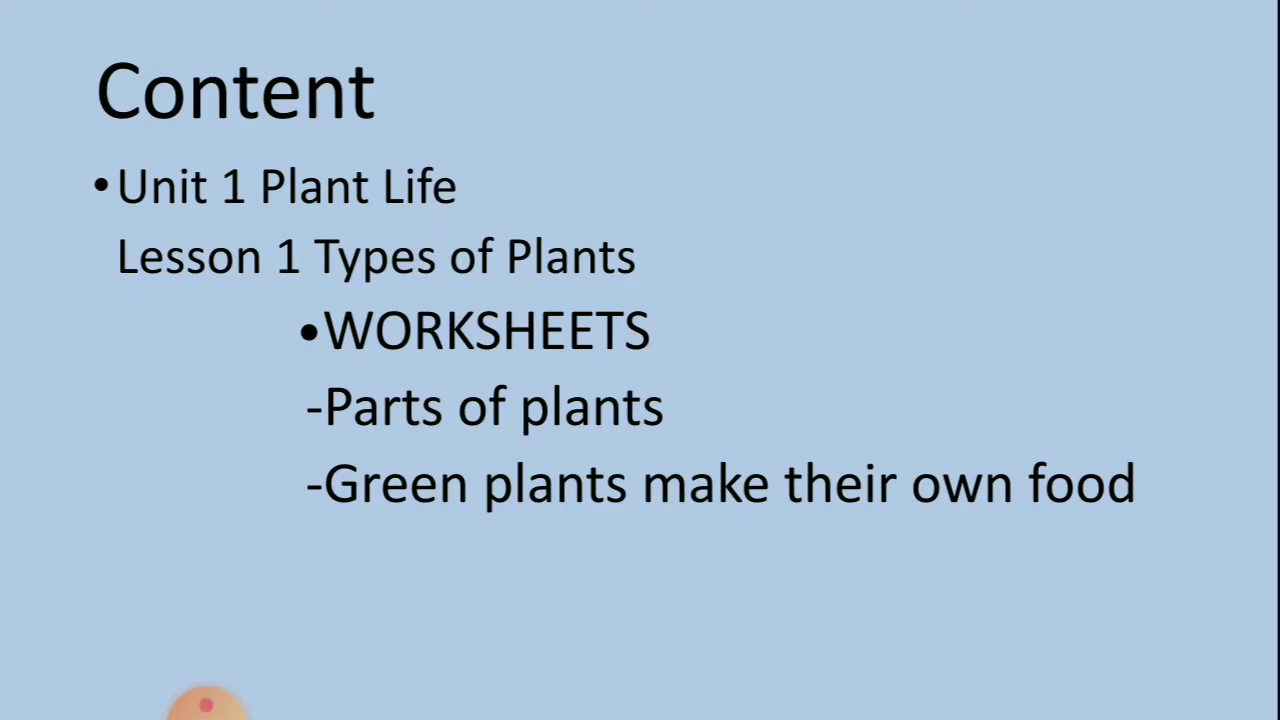 Content
•Unit 1 Plant Life
Lesson 1 Types of Plants
•WORKSHEETS
-Parts of plants
-Green plants make their own food